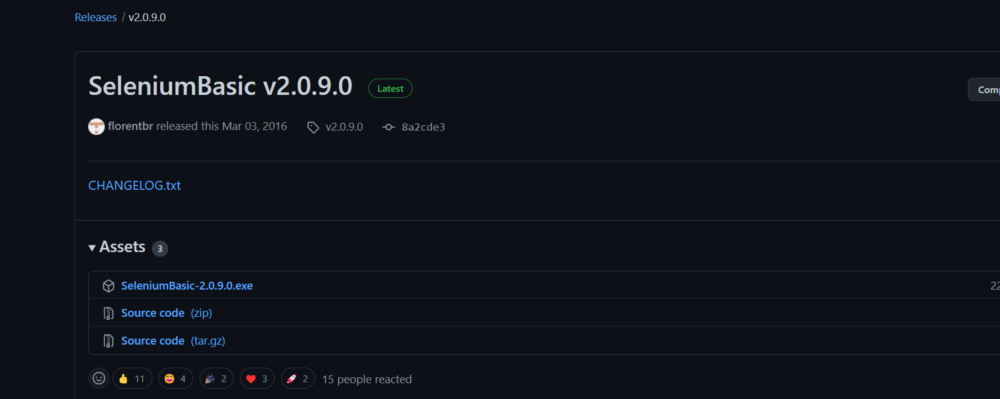 Releases / v2.0.9.0
SeleniumBasic v2.0.9.0 Latest
Comp
florentbr released this Mar 03, 2016 v2.0.9.0 8a2cde3
CHANGELOG.txt
Assets 3
SeleniumBasic-2.0.9.0.exe 22
Source code (zip)
Source code (tar.gz)
11 4 2 3 2 15 people reacted